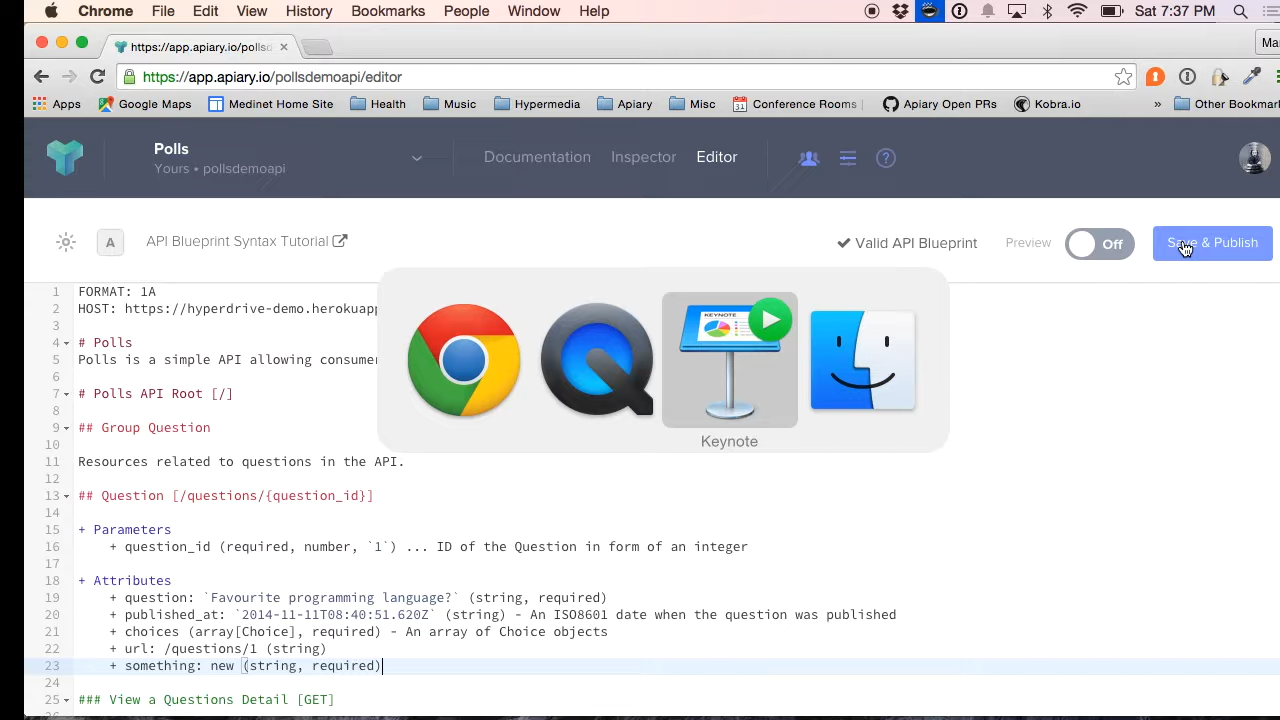 Chrome File Edit View History Bookmarks People Window Help Sat 7:37 PM
https://app.apiary.io/pollsd
Ma
https://app.apiary.io/pollsdemoapi/editor
Apps Google Maps Medinet Home Site Health Music Hypermedia Apiary Misc 31 Conference Rooms Apiary Open PRs Kobra.io » Other Bookmar
Polls
Yours • pollsdemoapi
Documentation Inspector Editor
A API Blueprint Syntax Tutorial Valid API Blueprint Preview Off Save & Publish
1 FORMAT: 1A
2 HOST: https://hyperdrive-demo.herokuapp
3
4 # Polls
5 Polls is a simple API allowing consumer
6
7 # Polls API Root [/]
8
9 ## Group Question
10
11 Resources related to questions in the API.
12
13 ## Question [/questions/{question_id}]
14
15 + Parameters
16 + question_id (required, number, `1`) ... ID of the Question in form of an integer
17
18 + Attributes
19 + question: `Favourite programming language?` (string, required)
20 + published_at: `2014-11-11T08:40:51.620Z` (string) - An ISO8601 date when the question was published
21 + choices (array[Choice], required) - An array of Choice objects
22 + url: /questions/1 (string)
23 + something: new (string, required)
24
25 ### View a Questions Detail [GET]
KEYNOTE
Keynote